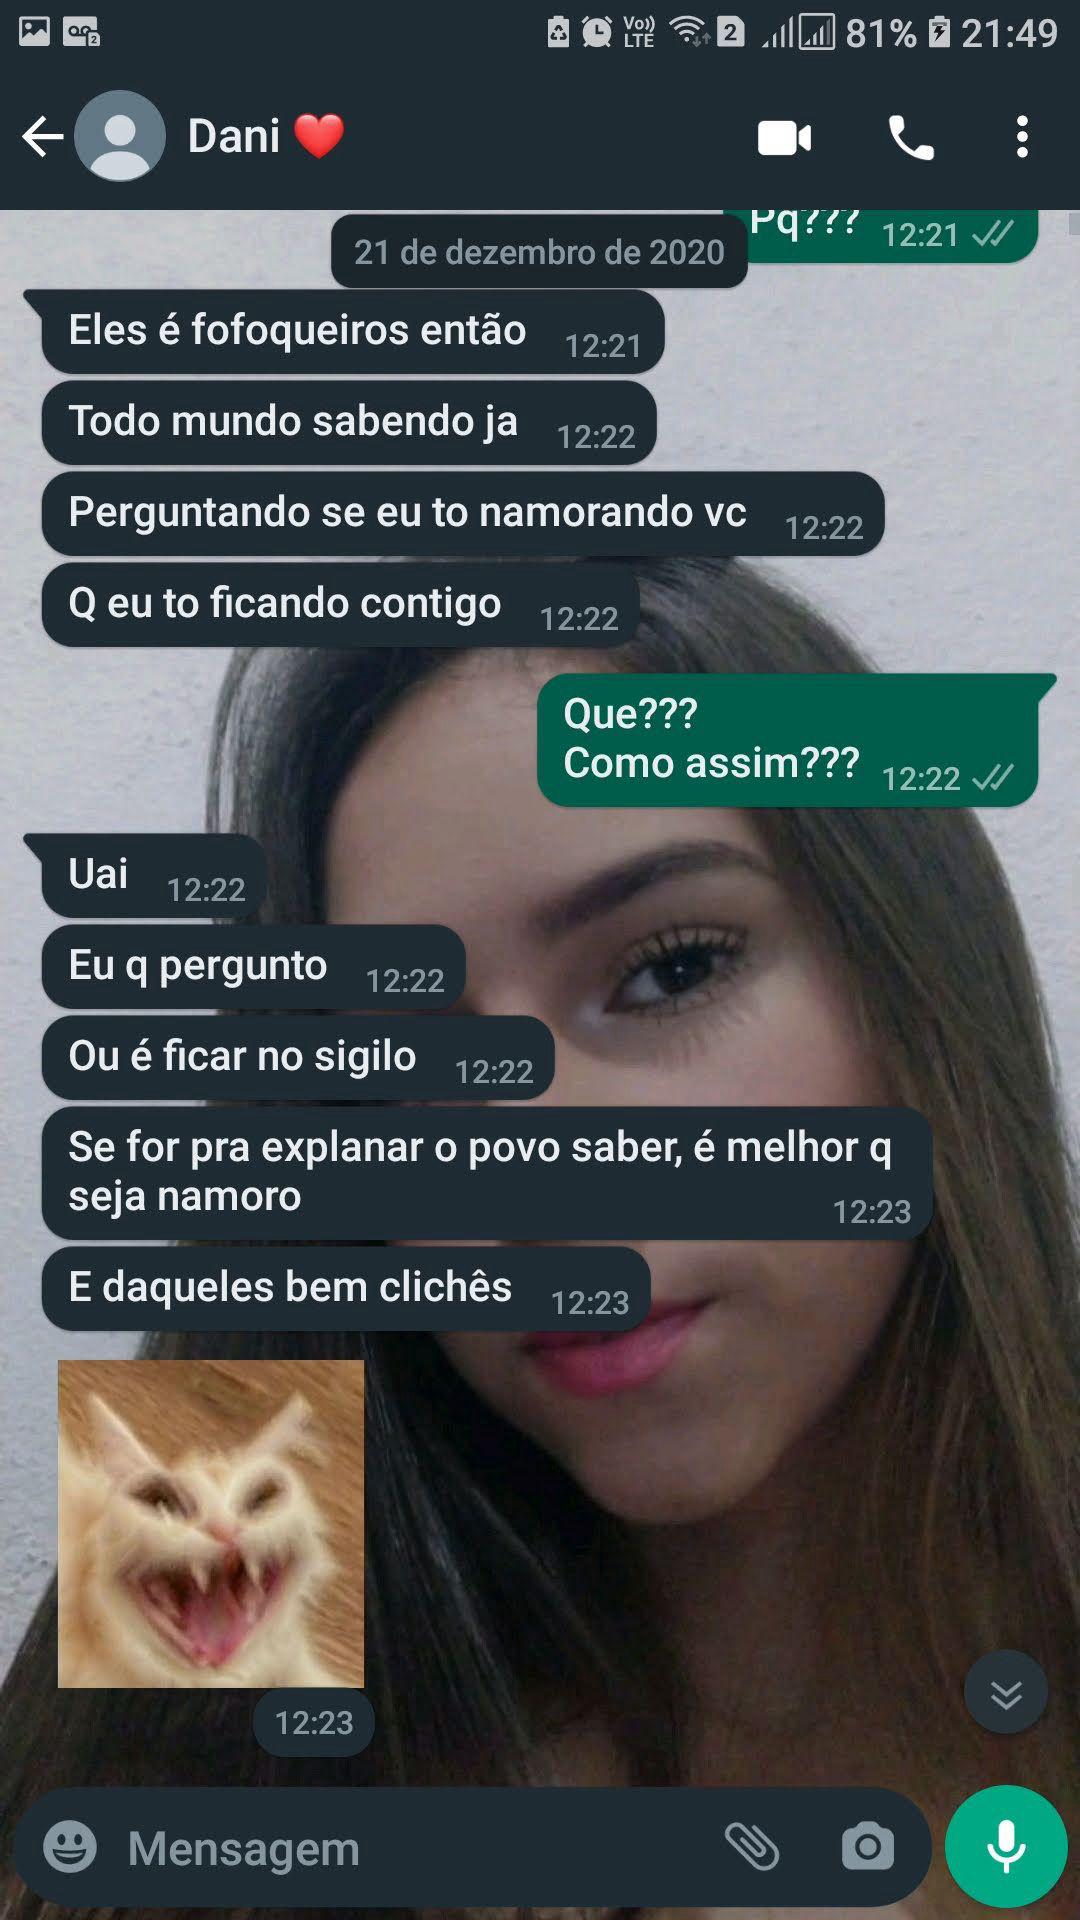 Vo)) LTE 2 81% 21:49
Dani
Pq??? 12:21
21 de dezembro de 2020
Eles é fofoqueiros então 12:21
Todo mundo sabendo ja 12:22
Perguntando se eu to namorando vc 12:22
Q eu to ficando contigo 12:22
Que???
Como assim??? 12:22
Uai 12:22
Eu q pergunto 12:22
Ou é ficar no sigilo 12:22
Se for pra explanar o povo saber, é melhor q
seja namoro 12:23
E daqueles bem clichês 12:23
12:23
Mensagem